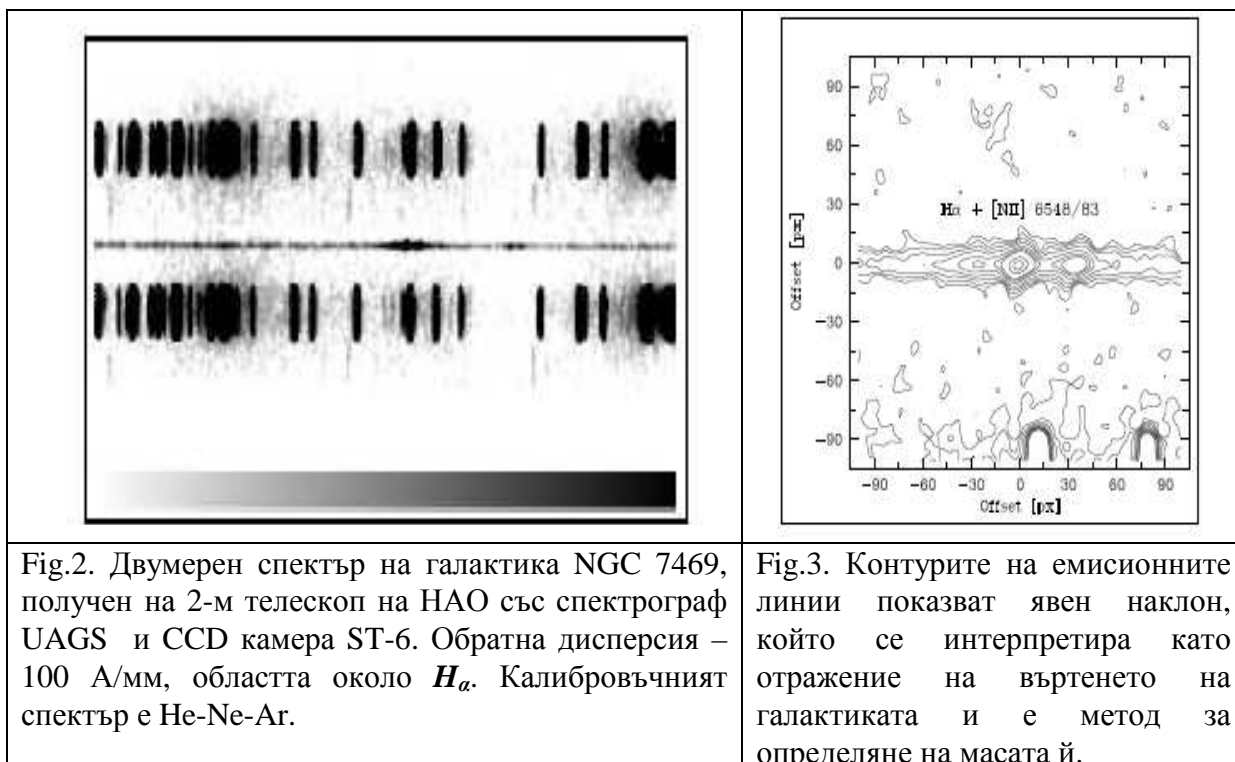 90
60
30
0
−30
−60
−90
Offset [px]
Hα + [NII] 6548/83
−90 −60 −30 0 30 60 90
Offset [px]
Fig.2. Двумерен спектър на галактика NGC 7469,
получен на 2-м телескоп на НАО със спектрограф
UAGS и CCD камера ST-6. Обратна дисперсия –
100 А/мм, областта около Hα. Калибровъчният
спектър е He-Ne-Ar.
Fig.3. Контурите на емисионните
линии показват явен наклон,
който се интерпретира като
отражение на въртенето на
галактиката и е метод за
определяне на масата ѝ.